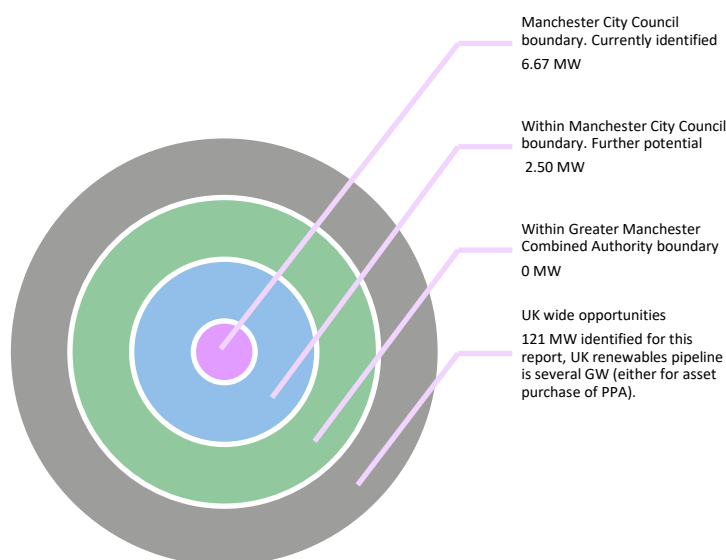 Manchester City Council
boundary. Currently identified
6.67 MW
Within Manchester City Council
boundary. Further potential
2.50 MW
Within Greater Manchester
Combined Authority boundary
0 MW
UK wide opportunities
121 MW identified for this
report, UK renewables pipeline
is several GW (either for asset
purchase of PPA).